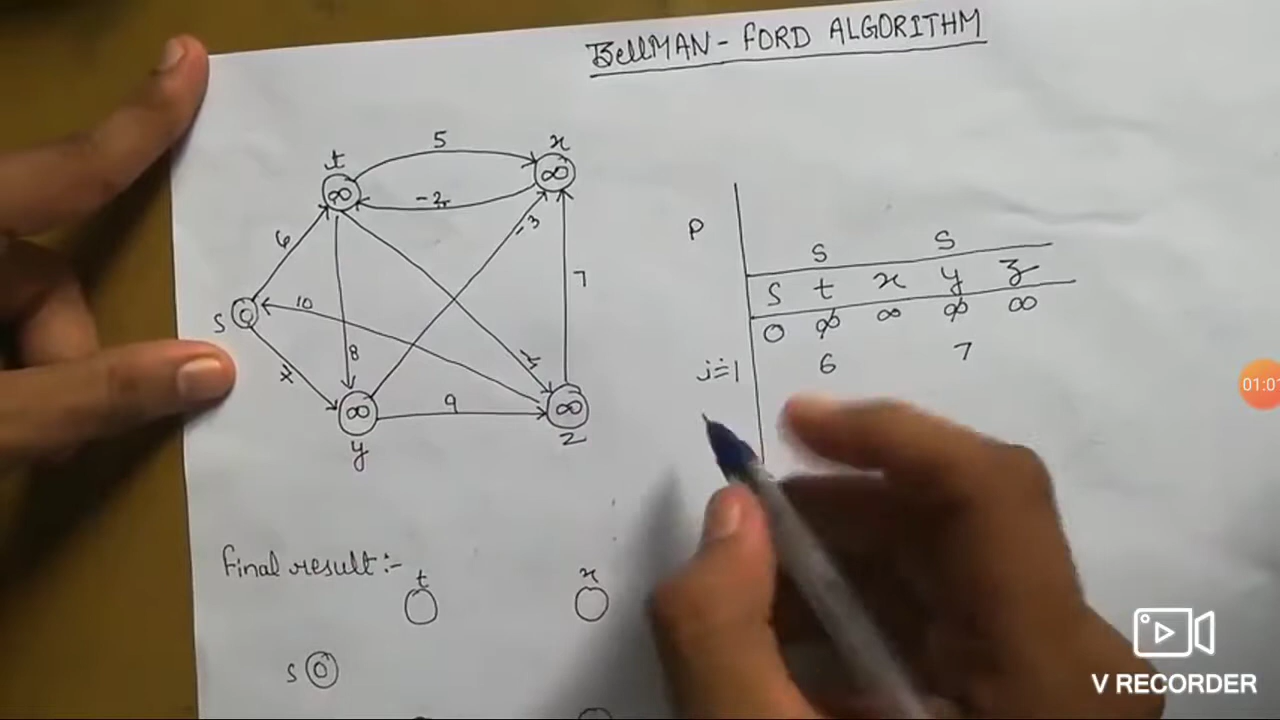 BellMAN - FORD ALGORITHM
t 5 x
∞ ∞
-2
6 -3
10 7
S 0
8
9
∞ ∞
y z
P S S
S t x y z
0 ∞ ∞ ∞ ∞
i=1 6 7
final result :-
t x
S 0
01:01
V RECORDER